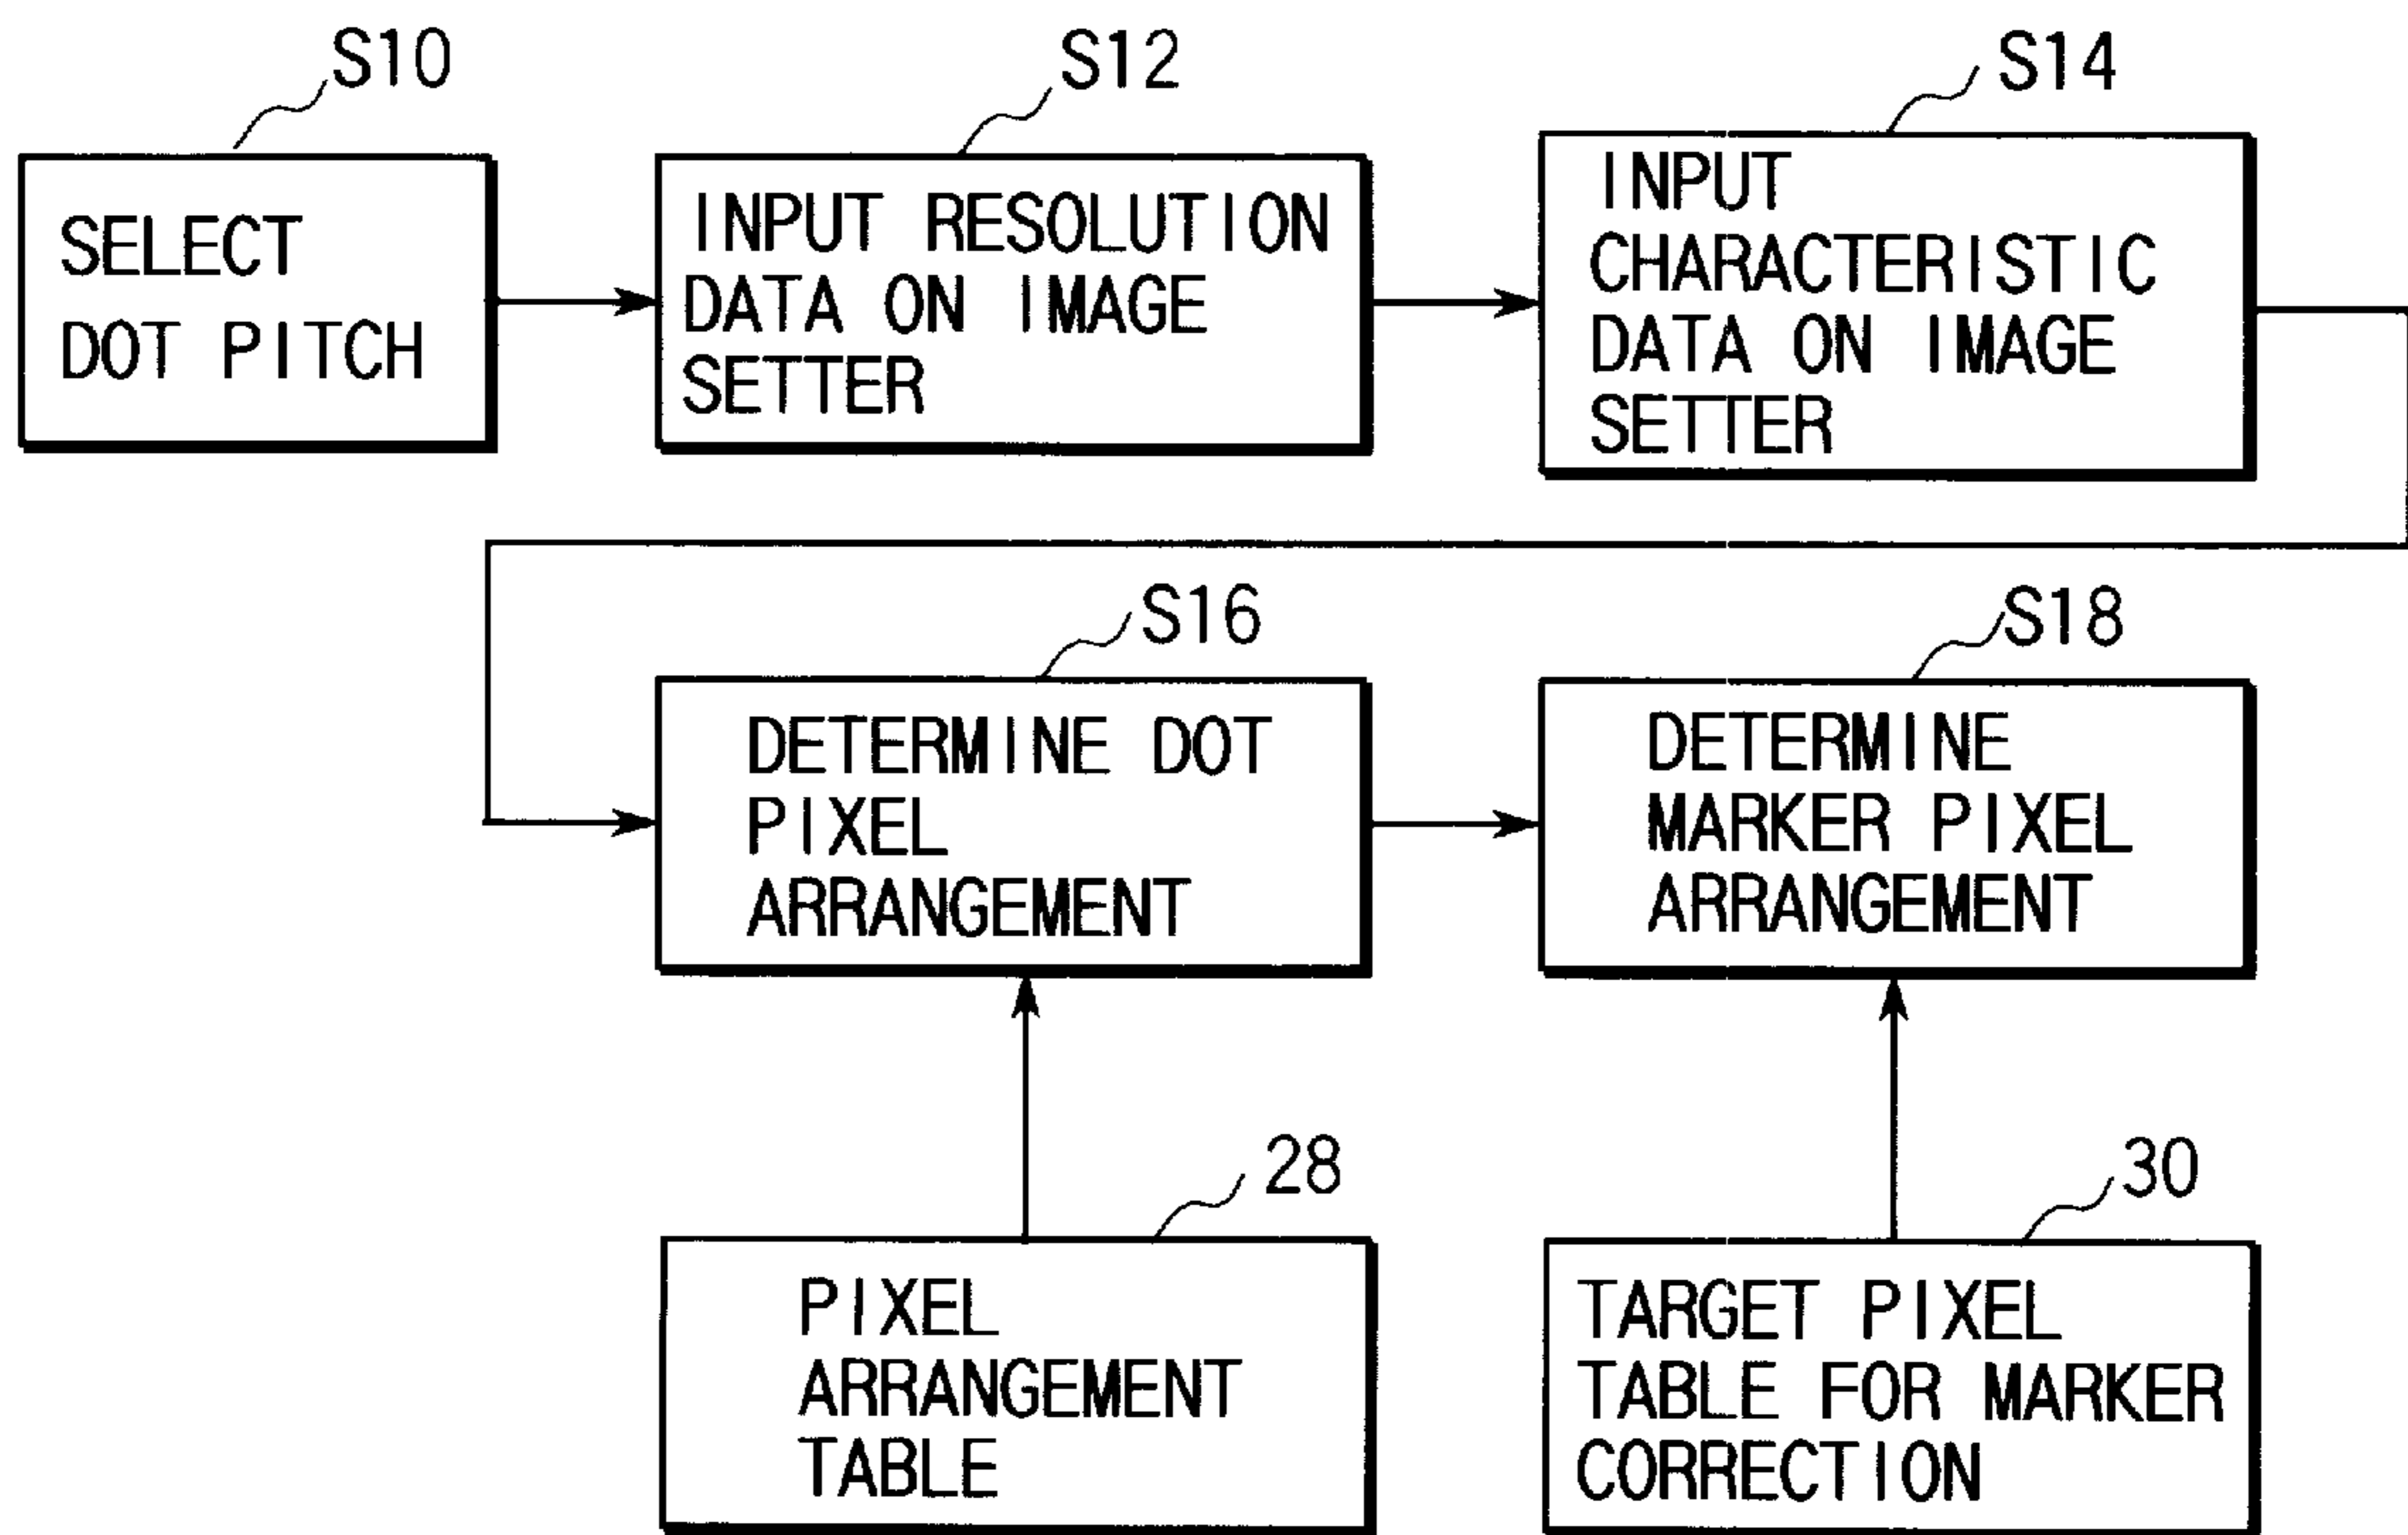 S10
SELECT
DOT PITCH
S12
INPUT RESOLUTION
DATA ON IMAGE
SETTER
S14
INPUT
CHARACTERISTIC
DATA ON IMAGE
SETTER
S16
DETERMINE DOT
PIXEL
ARRANGEMENT
S18
DETERMINE
MARKER PIXEL
ARRANGEMENT
28
PIXEL
ARRANGEMENT
TABLE
30
TARGET PIXEL
TABLE FOR MARKER
CORRECTION